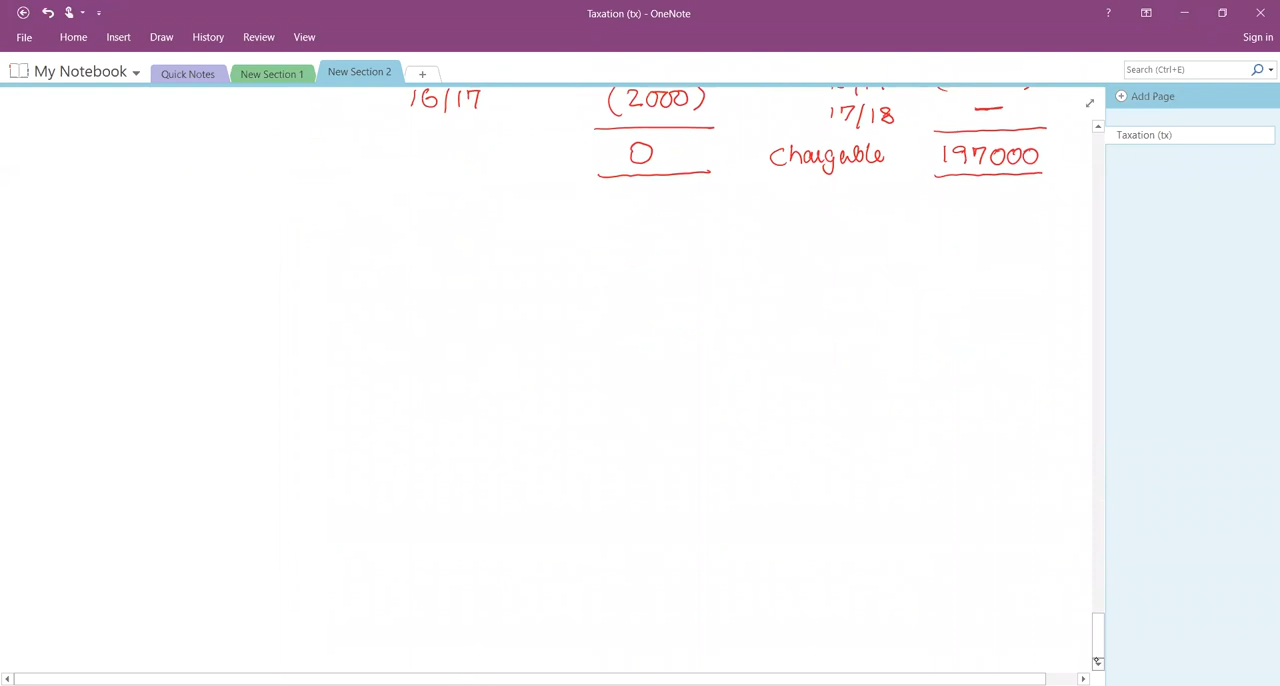 Taxation (tx) - OneNote
?
File Home Insert Draw History Review View
Sign in
My Notebook Quick Notes New Section 1 New Section 2 +
Search (Ctrl+E)
Add Page
Taxation (tx)
16/17 (2000)
17/18 —
0 Chargeable 197000